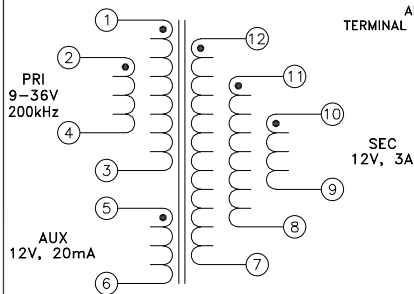 A
TERMINAL
1
12
2
11
PRI
9-36V
200kHz
10
SEC
12V, 3A
4
9
3
5
8
AUX
12V, 20mA
7
6